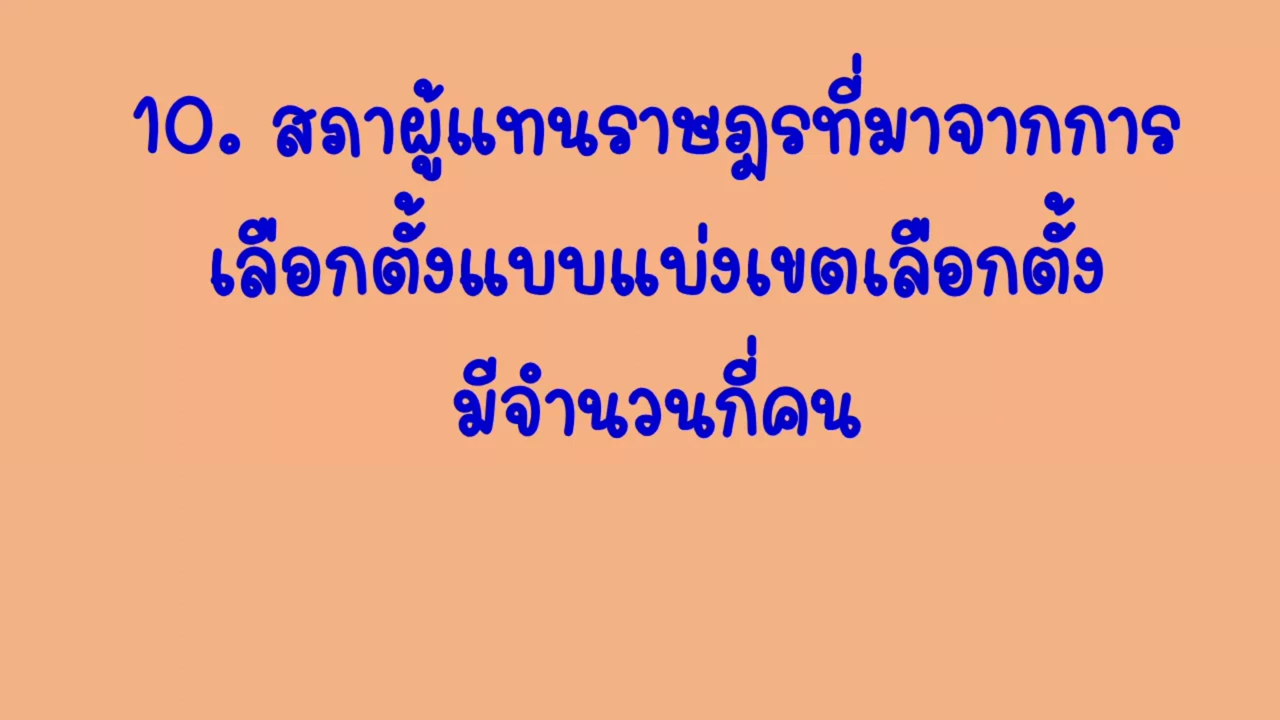 10. สภาผู้แทนราษฎรที่มาจากการ
เลือกตั้งแบบแบ่งเขตเลือกตั้ง
มีจำนวนกี่คน